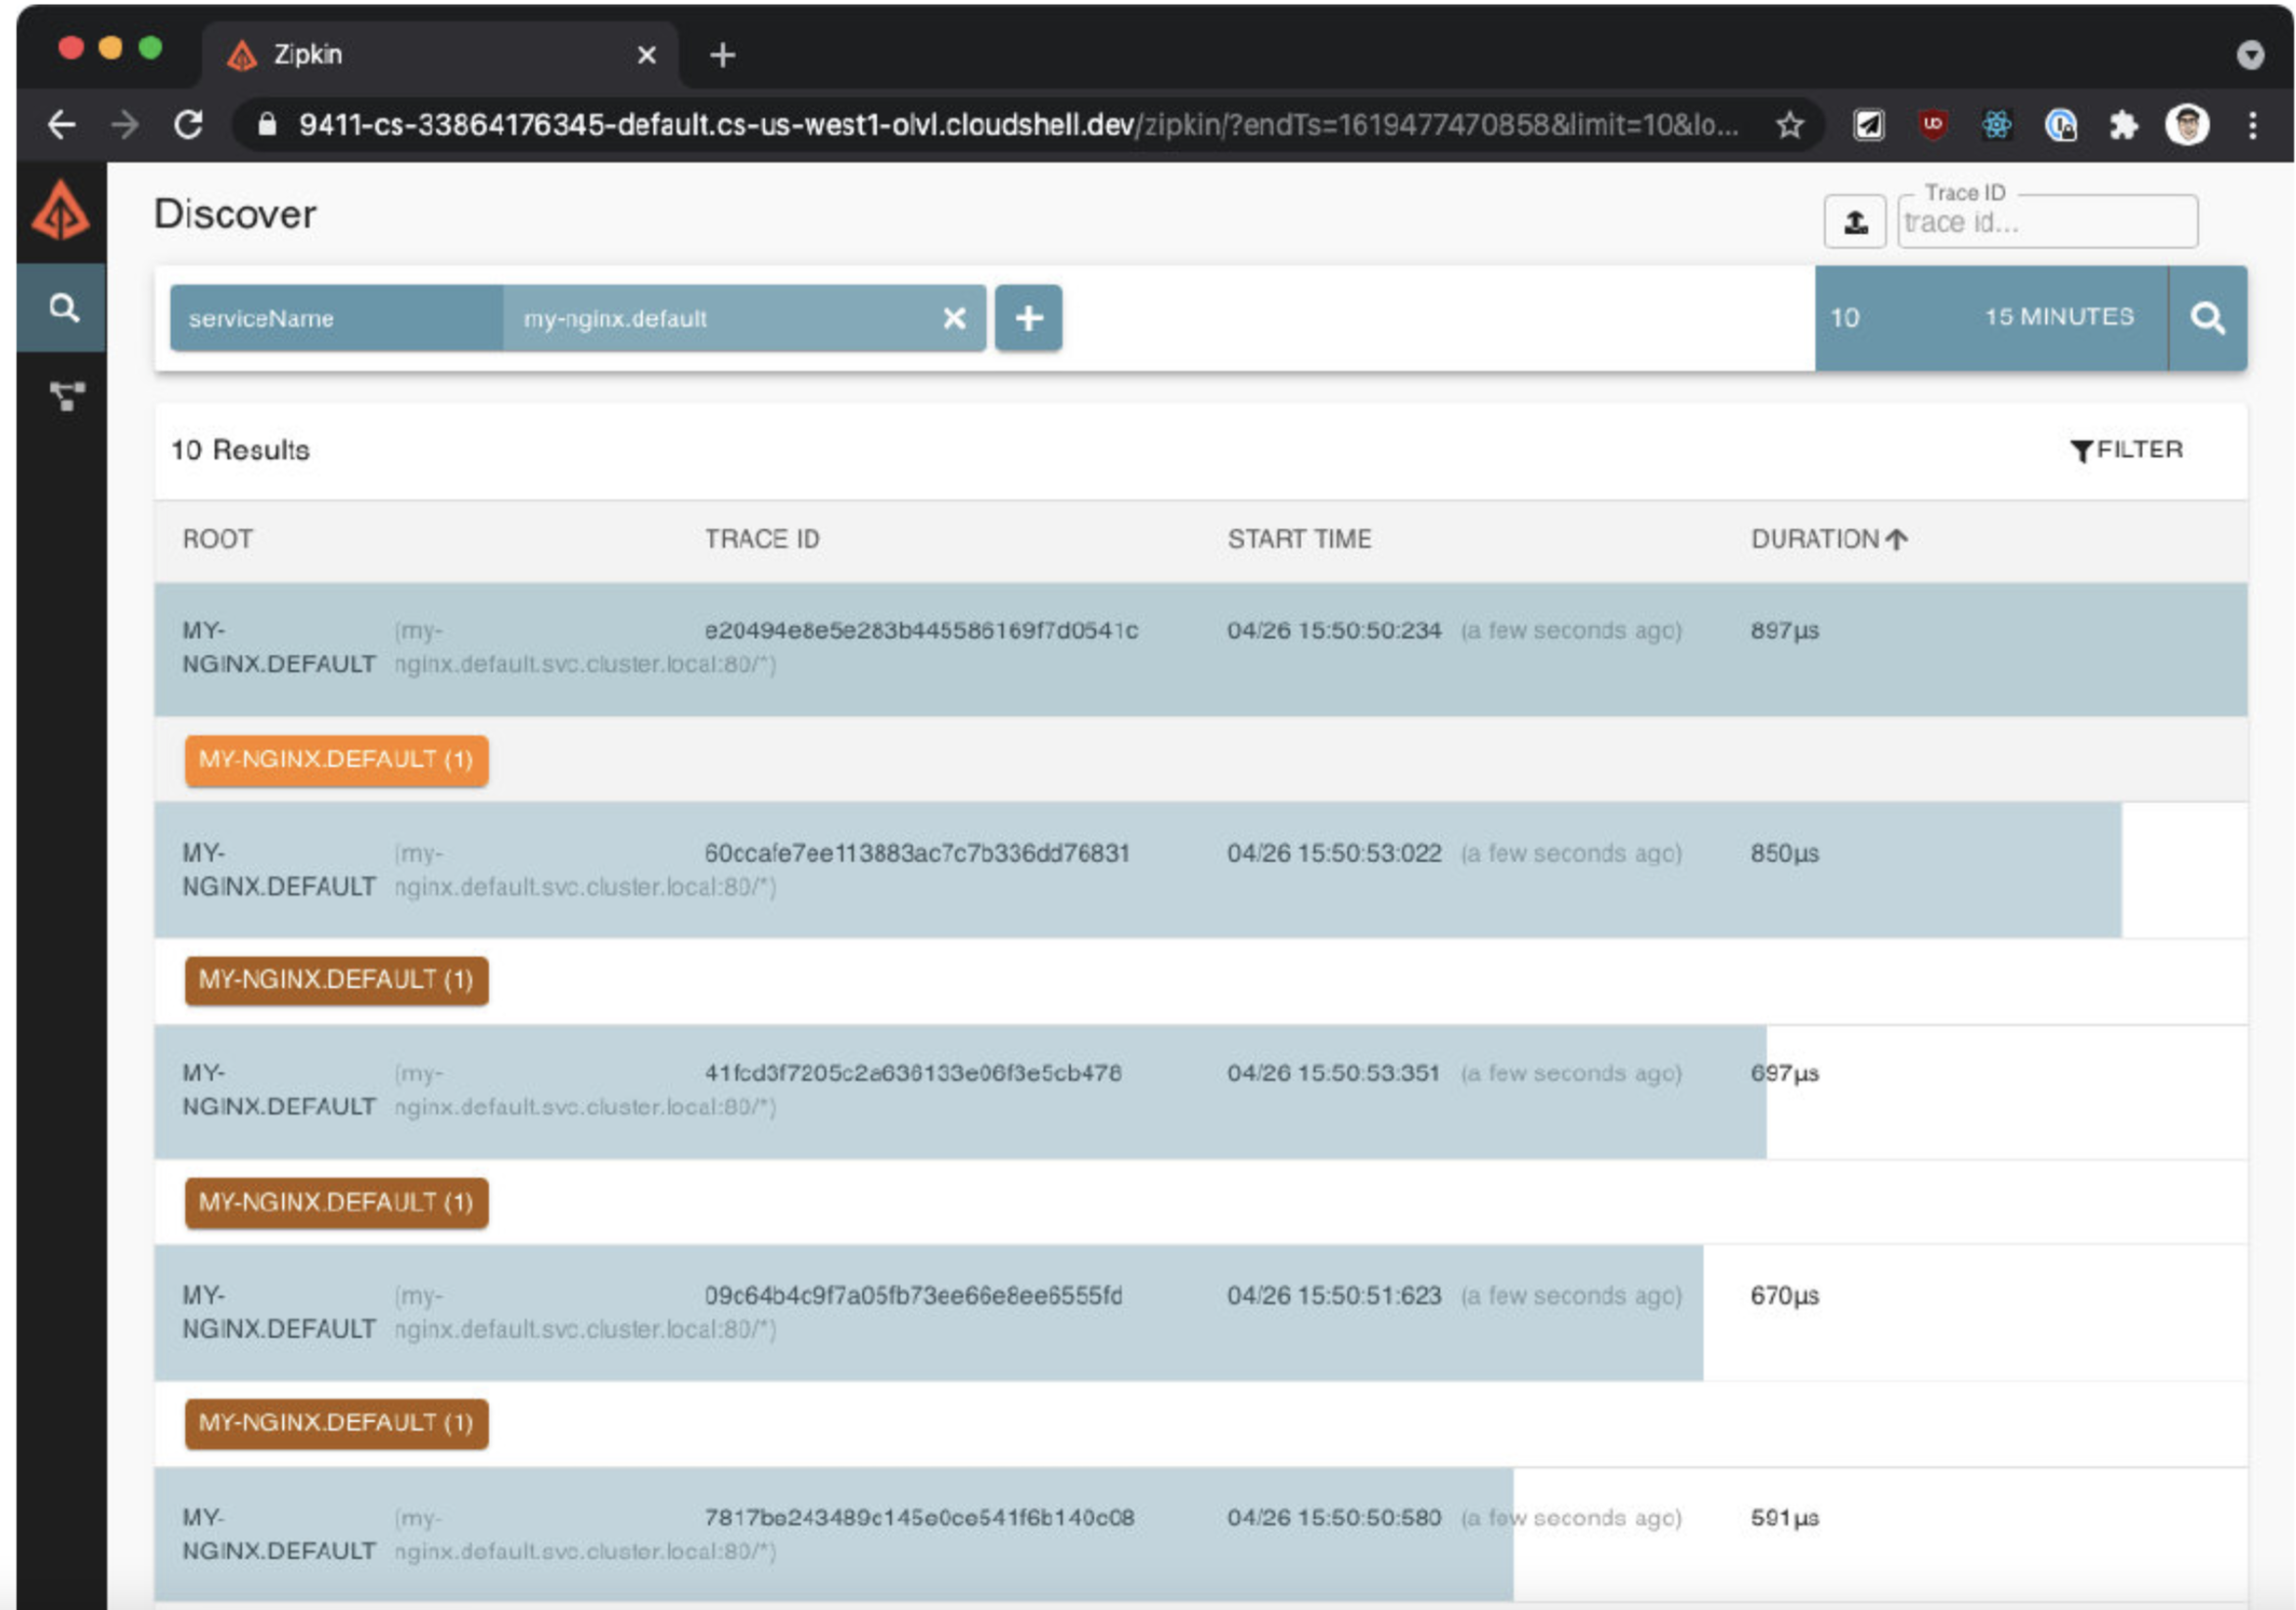 Zipkin
9411-cs-33864176345-default.cs-us-west1-olvl.cloudshell.dev/zipkin/?endTs=1619477470858&limit=10&lo...
Discover
Trace ID
trace id...
serviceName my-nginx.default
10 15 MINUTES
10 Results
FILTER
ROOT TRACE ID START TIME DURATION
MY- (my- e20494e8e5e283b445586169f7d0541c 04/26 15:50:50:234 (a few seconds ago) 897µs
NGINX.DEFAULT nginx.default.svc.cluster.local:80/*)
MY-NGINX.DEFAULT (1)
MY- (my- 60ccafe7ee113883ac7c7b336dd76831 04/26 15:50:53:022 (a few seconds ago) 850µs
NGINX.DEFAULT nginx.default.svc.cluster.local:80/*)
MY-NGINX.DEFAULT (1)
MY- (my- 41fcd3f7205c2a636133e06f3e5cb478 04/26 15:50:53:351 (a few seconds ago) 697µs
NGINX.DEFAULT nginx.default.svc.cluster.local:80/*)
MY-NGINX.DEFAULT (1)
MY- (my- 09c64b4c9f7a05fb73ee66e8ee6555fd 04/26 15:50:51:623 (a few seconds ago) 670µs
NGINX.DEFAULT nginx.default.svc.cluster.local:80/*)
MY-NGINX.DEFAULT (1)
MY- (my- 7817be243489c145e0ce541f6b140c08 04/26 15:50:50:580 (a few seconds ago) 591µs
NGINX.DEFAULT nginx.default.svc.cluster.local:80/*)